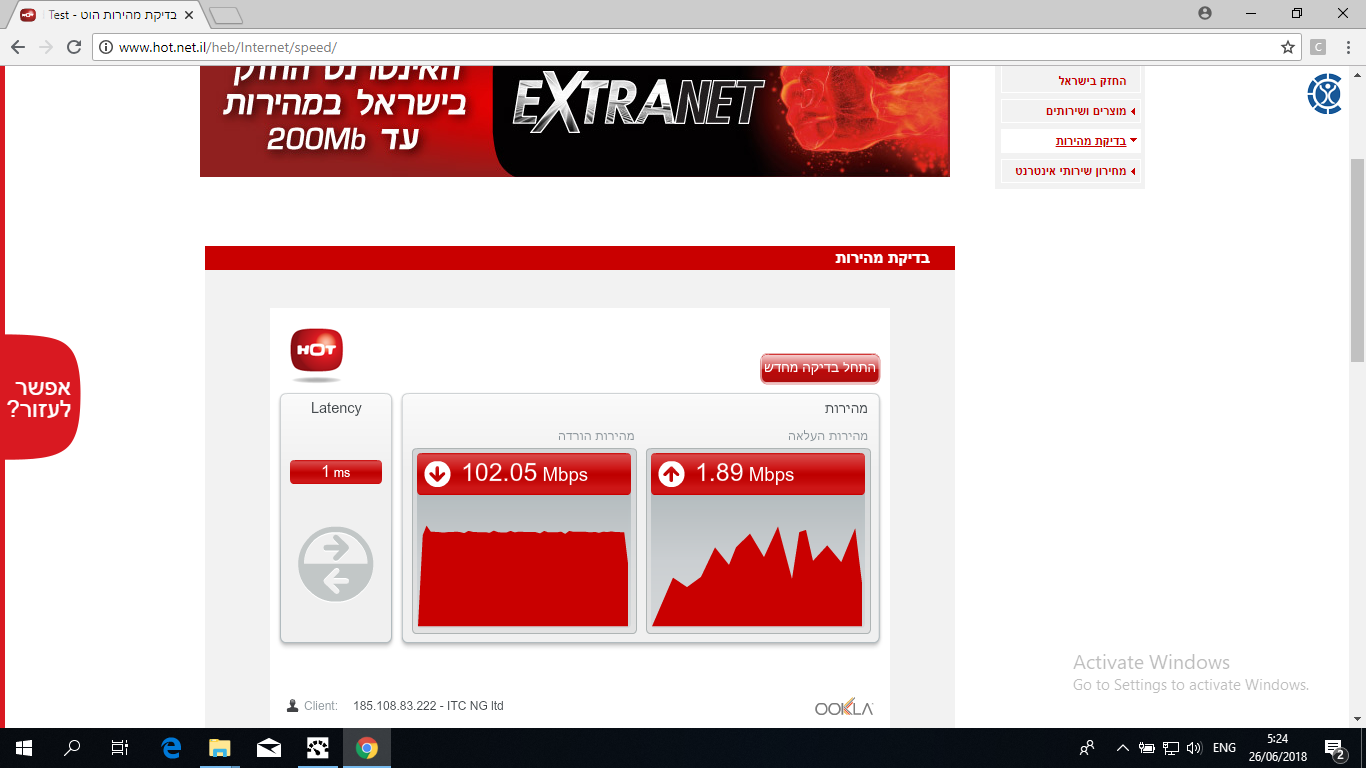 Test - בדיקת מהירות הוט
www.hot.net.il/heb/Internet/speed/
האינטרנט החזק
בישראל במהירות
עד 200Mb
EXTRANET
החזק בישראל
מוצרים ושירותים
בדיקת מהירות
מחירון שירותי אינטרנט
בדיקת מהירות
HOT
התחל בדיקה מחדש
אפשר
לעזור?
Latency
1 ms
מהירות
מהירות הורדה
מהירות העלאה
102.05 Mbps
1.89 Mbps
Client: 185.108.83.222 - ITC NG ltd
OOKLA
Activate Windows
Go to Settings to activate Windows.
ENG
5:24
26/06/2018
2
C